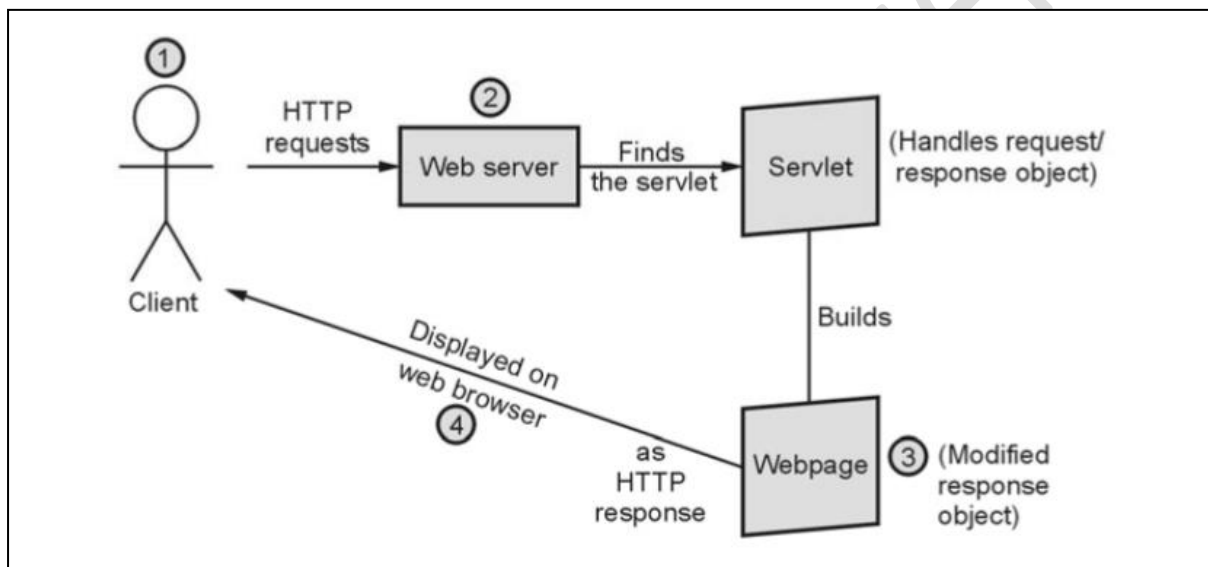 1
HTTP
requests
2
Web server
Finds
the servlet
Servlet
(Handles request/
response object)
Client
Builds
Displayed on
web browser
4
as
HTTP
response
Webpage
3
(Modified
response
object)